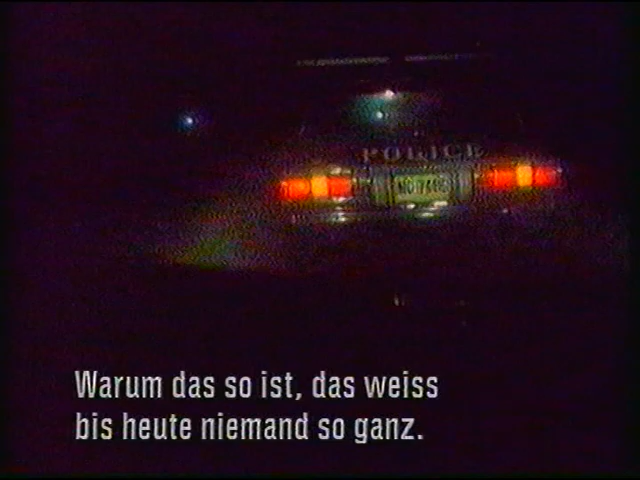 POLICE
Warum das so ist, das weiss
bis heute niemand so ganz.